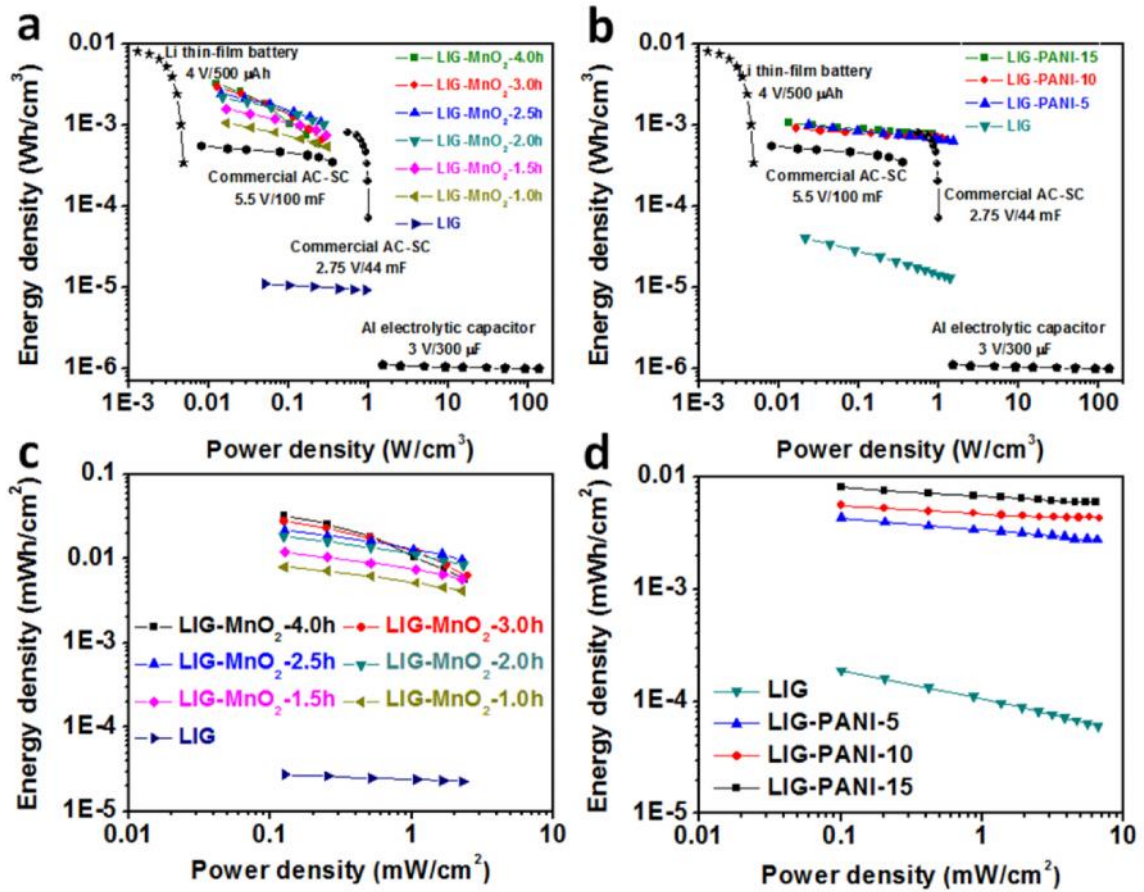 a
Energy density (Wh/cm³)
0.01
1E-3
1E-4
1E-5
1E-6
Li thin-film battery
4 V/500 μAh
LIG-MnO₂-4.0h
LIG-MnO₂-3.0h
LIG-MnO₂-2.5h
LIG-MnO₂-2.0h
LIG-MnO₂-1.5h
LIG-MnO₂-1.0h
LIG
Commercial AC-SC
5.5 V/100 mF
Commercial AC-SC
2.75 V/44 mF
Al electrolytic capacitor
3 V/300 μF
1E-3 0.01 0.1 1 10 100
Power density (W/cm³)
b
Energy density (Wh/cm³)
0.01
1E-3
1E-4
1E-5
1E-6
Li thin-film battery
4 V/500 μAh
LIG-PANI-15
LIG-PANI-10
LIG-PANI-5
LIG
Commercial AC-SC
5.5 V/100 mF
Commercial AC-SC
2.75 V/44 mF
Al electrolytic capacitor
3 V/300 μF
1E-3 0.01 0.1 1 10 100
Power density (W/cm³)
c
Energy density (mWh/cm²)
0.1
0.01
1E-3
1E-4
1E-5
LIG-MnO₂-4.0h LIG-MnO₂-3.0h
LIG-MnO₂-2.5h LIG-MnO₂-2.0h
LIG-MnO₂-1.5h LIG-MnO₂-1.0h
LIG
0.01 0.1 1 10
Power density (mW/cm²)
d
Energy density (mWh/cm²)
0.01
1E-3
1E-4
1E-5
LIG
LIG-PANI-5
LIG-PANI-10
LIG-PANI-15
0.01 0.1 1 10
Power density (mW/cm²)